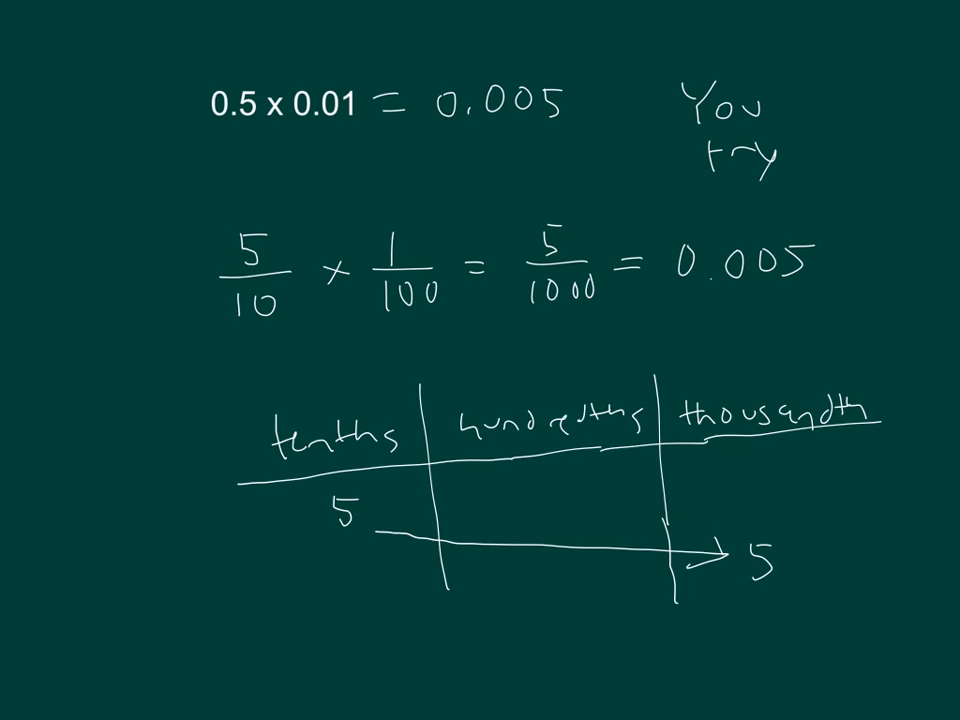 0.5 x 0.01 = 0.005
You
try
5/10 × 1/100 = 5/1000 = 0.005
tenths hundredths thousandth
5
5